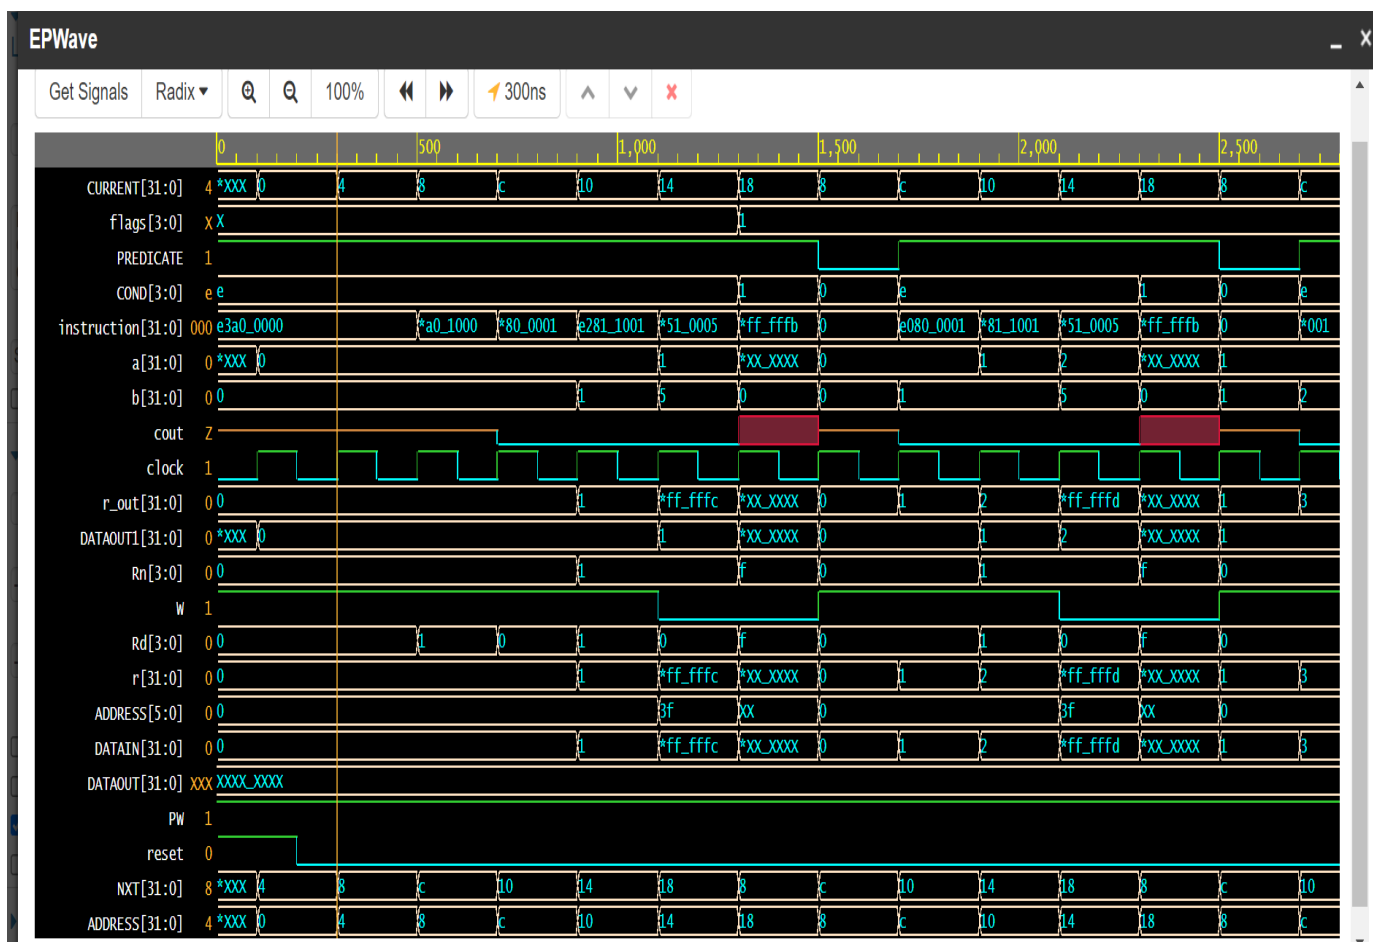 EPWave
Get Signals Radix 100% 300ns
0 500 1,000 1,500 2,000 2,500
CURRENT[31:0] 4 *XXX 0 4 8 c 10 14 18 8 c 10 14 18 8 c
flags[3:0] X X 1
PREDICATE 1
COND[3:0] e e 1 0 e 1 0 e
instruction[31:0] 000 e3a0_0000 *a0_1000 *80_0001 e281_1001 *51_0005 *ff_fffb 0 e080_0001 *81_1001 *51_0005 *ff_fffb 0 *001
a[31:0] 0 *XXX 0 1 *XX_XXXX 0 1 2 *XX_XXXX 1
b[31:0] 0 0 1 5 0 0 1 5 0 1 2
cout Z
clock 1
r_out[31:0] 0 0 1 *ff_fffc *XX_XXXX 0 1 2 *ff_fffd *XX_XXXX 1 3
DATAOUT1[31:0] 0 *XXX 0 1 *XX_XXXX 0 1 2 *XX_XXXX 1
Rn[3:0] 0 0 1 f 0 1 f 0
W 1
Rd[3:0] 0 0 1 0 1 0 f 0 1 0 f 0
r[31:0] 0 0 1 *ff_fffc *XX_XXXX 0 1 2 *ff_fffd *XX_XXXX 1 3
ADDRESS[5:0] 0 0 3f XX 0 3f XX 0
DATAIN[31:0] 0 0 1 *ff_fffc *XX_XXXX 0 1 2 *ff_fffd *XX_XXXX 1 3
DATAOUT[31:0] XXX XXXX_XXXX
PW 1
reset 0
NXT[31:0] 8 *XXX 4 8 c 10 14 18 8 c 10 14 18 8 c 10
ADDRESS[31:0] 4 *XXX 0 4 8 c 10 14 18 8 c 10 14 18 8 c